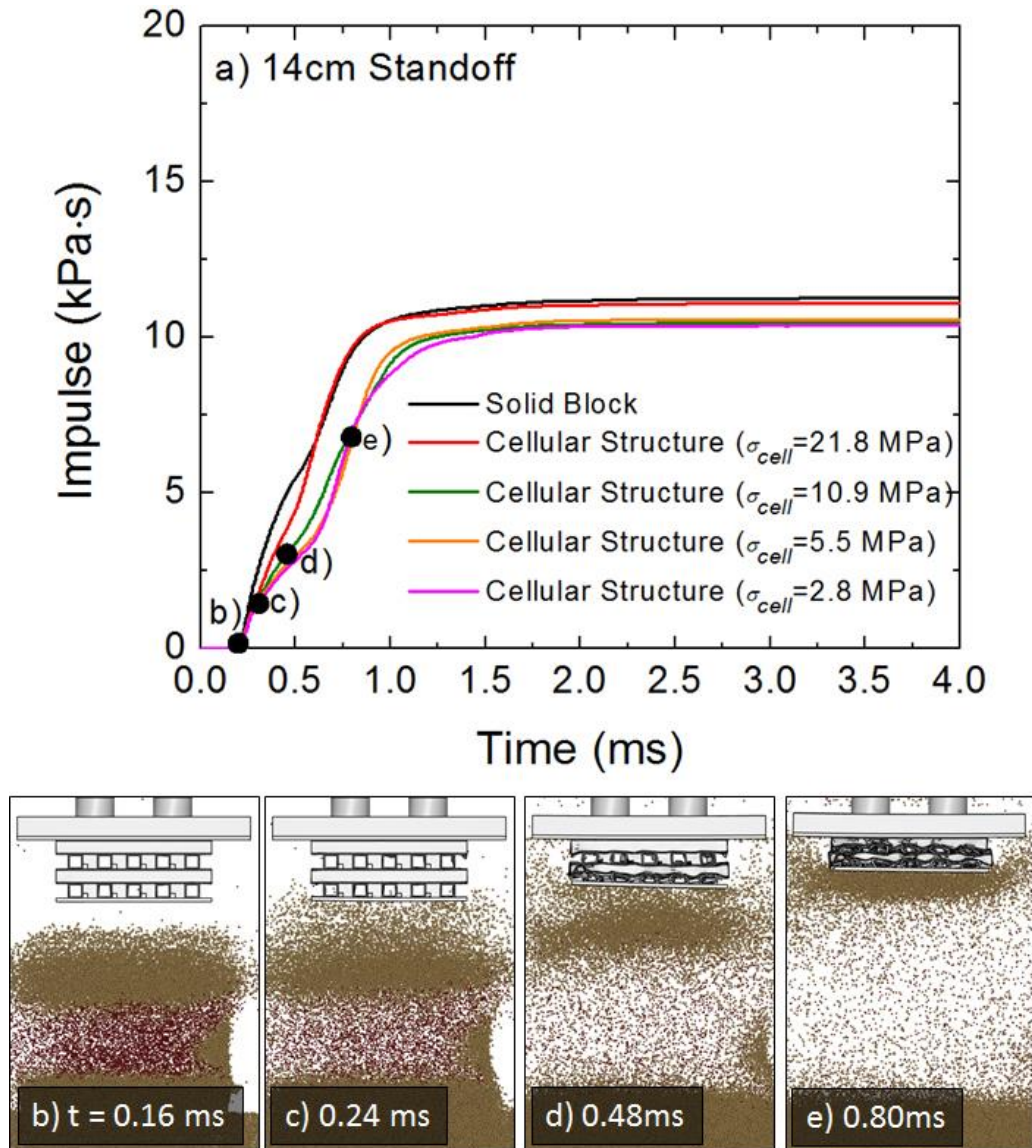 20
a) 14cm Standoff
15
10
5
0
Impulse (kPa·s)
Solid Block
Cellular Structure (σcell=21.8 MPa)
Cellular Structure (σcell=10.9 MPa)
Cellular Structure (σcell=5.5 MPa)
Cellular Structure (σcell=2.8 MPa)
e)
d)
b)
c)
0.0 0.5 1.0 1.5 2.0 2.5 3.0 3.5 4.0
Time (ms)
b) t = 0.16 ms
c) 0.24 ms
d) 0.48ms
e) 0.80ms